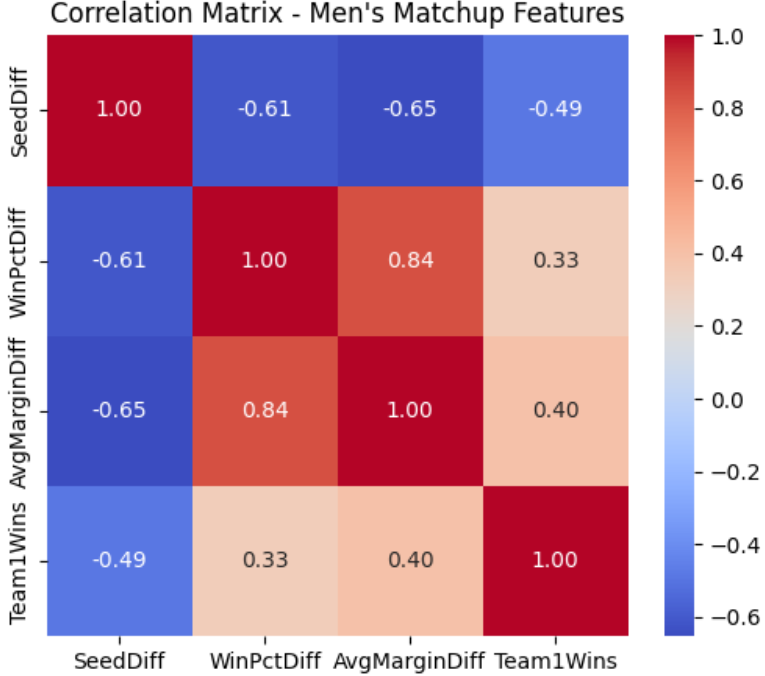 Correlation Matrix - Men's Matchup Features
SeedDiff 1.00 -0.61 -0.65 -0.49
WinPctDiff -0.61 1.00 0.84 0.33
AvgMarginDiff -0.65 0.84 1.00 0.40
Team1Wins -0.49 0.33 0.40 1.00
SeedDiff WinPctDiff AvgMarginDiff Team1Wins
1.0
0.8
0.6
0.4
0.2
0.0
−0.2
−0.4
−0.6